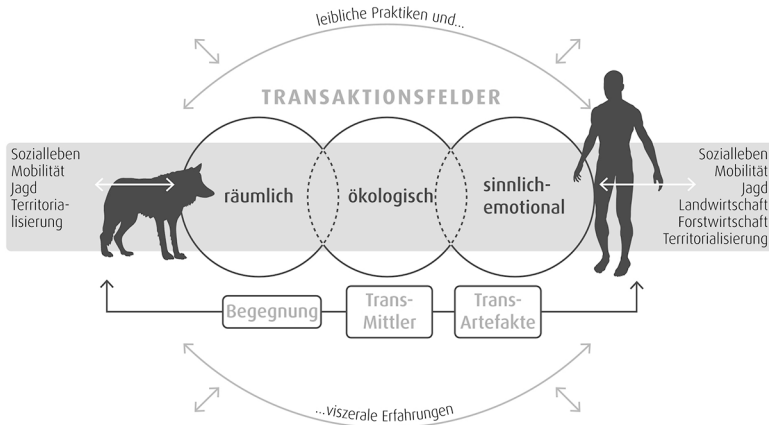 leibliche Praktiken und...
TRANSAKTIONSFELDER
Sozialleben
Mobilität
Jagd
Territoria-
lisierung
räumlich
ökologisch
sinnlich-
emotional
Sozialleben
Mobilität
Jagd
Landwirtschaft
Forstwirtschaft
Territorialisierung
Begegnung
Trans-
Mittler
Trans-
Artefakte
...viszerale Erfahrungen